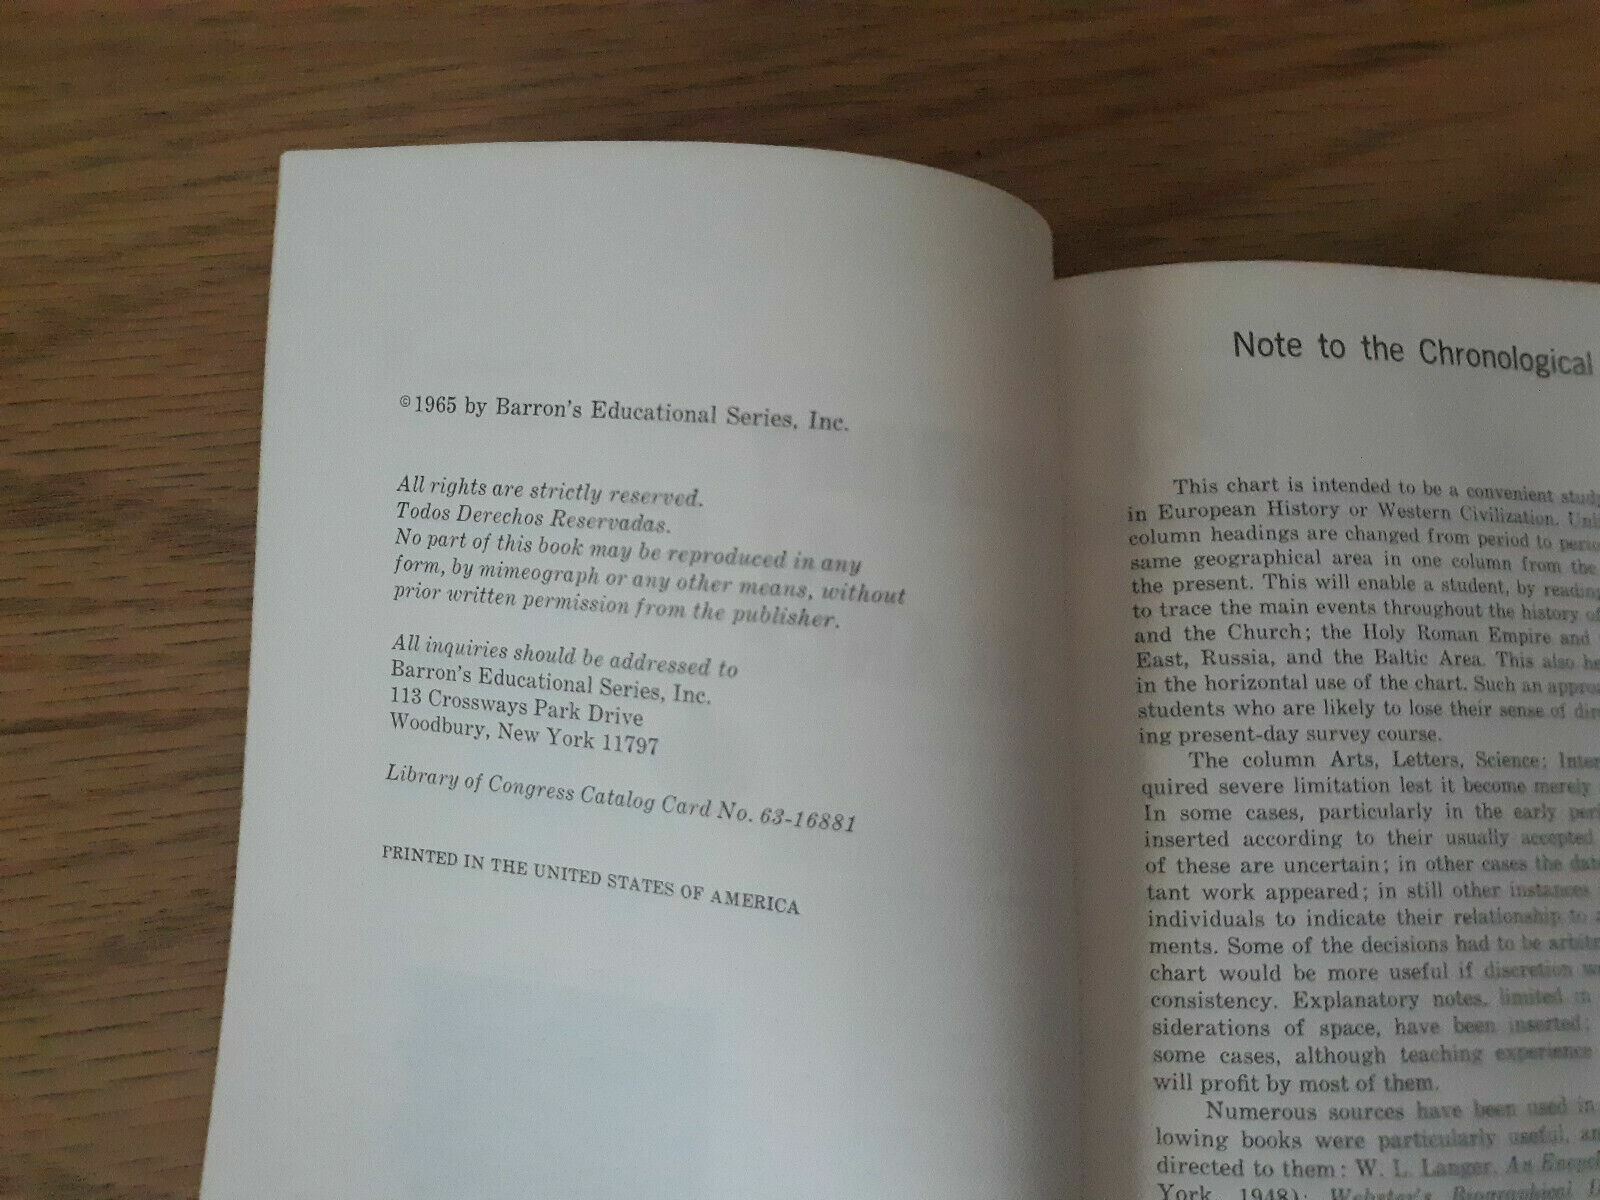 ©1965 by Barron's Educational Series, Inc.
All rights are strictly reserved.
Todos Derechos Reservadas.
No part of this book may be reproduced in any
form, by mimeograph or any other means, without
prior written permission from the publisher.
All inquiries should be addressed to
Barron's Educational Series, Inc.
113 Crossways Park Drive
Woodbury, New York 11797
Library of Congress Catalog Card No. 63-16881
PRINTED IN THE UNITED STATES OF AMERICA
Note to the Chronological
This chart is intended to be a convenient
in European History or Western Civilization.
column headings are changed from period to
same geographical area in one column from the
the present. This will enable a student, by reading
to trace the main events throughout the history of
and the Church; the Holy Roman Empire and
East, Russia, and the Baltic Area. This also
in the horizontal use of the chart. Such an
students who are likely to lose their sense of
ing present-day survey course.
The column Arts, Letters, Science;
quired severe limitation lest it become merely
In some cases, particularly in the early
inserted according to their usually accepted
of these are uncertain; in other cases the
tant work appeared; in still other instances
individuals to indicate their relationship to
ments. Some of the decisions had to be
chart would be more useful if discretion
consistency. Explanatory notes, limited in
siderations of space, have been inserted;
some cases, although teaching experience
will profit by most of them.
Numerous sources have been used in
lowing books were particularly useful,
directed to them: W. L. Langer, An
York, 1948); Webster's Biographical